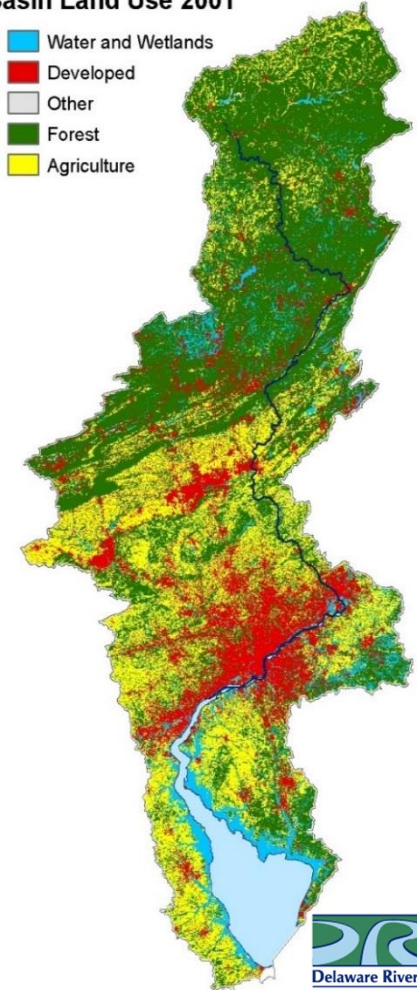 Basin Land Use 2001
Water and Wetlands
Developed
Other
Forest
Agriculture
Delaware River